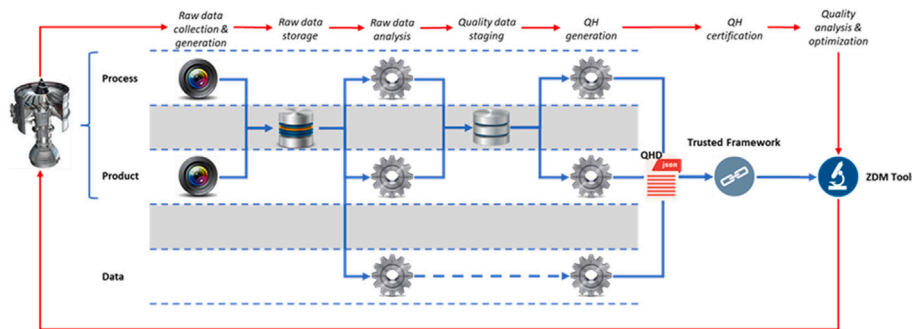 Raw data
collection &
generation
Raw data
storage
Raw data
analysis
Quality data
staging
QH
generation
QH
certification
Quality
analysis &
optimization
Process
Product
Data
QHD
json
Trusted Framework
ZDM Tools